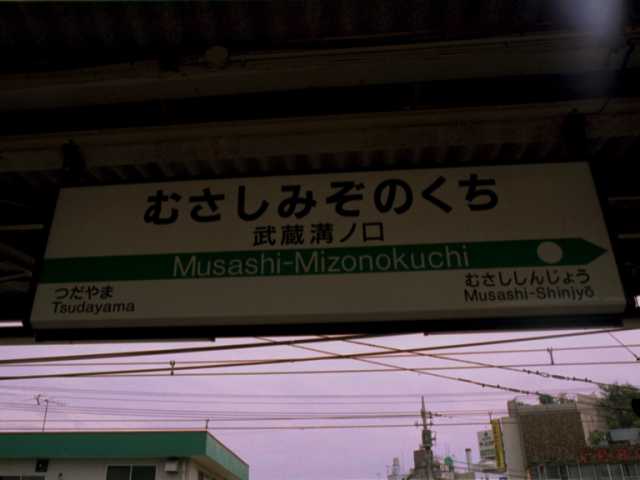 むさしみぞのくち
武蔵溝ノ口
Musashi-Mizonokuchi
つだやま
Tsudayama
むさししんじょう
Musashi-Shinjyō